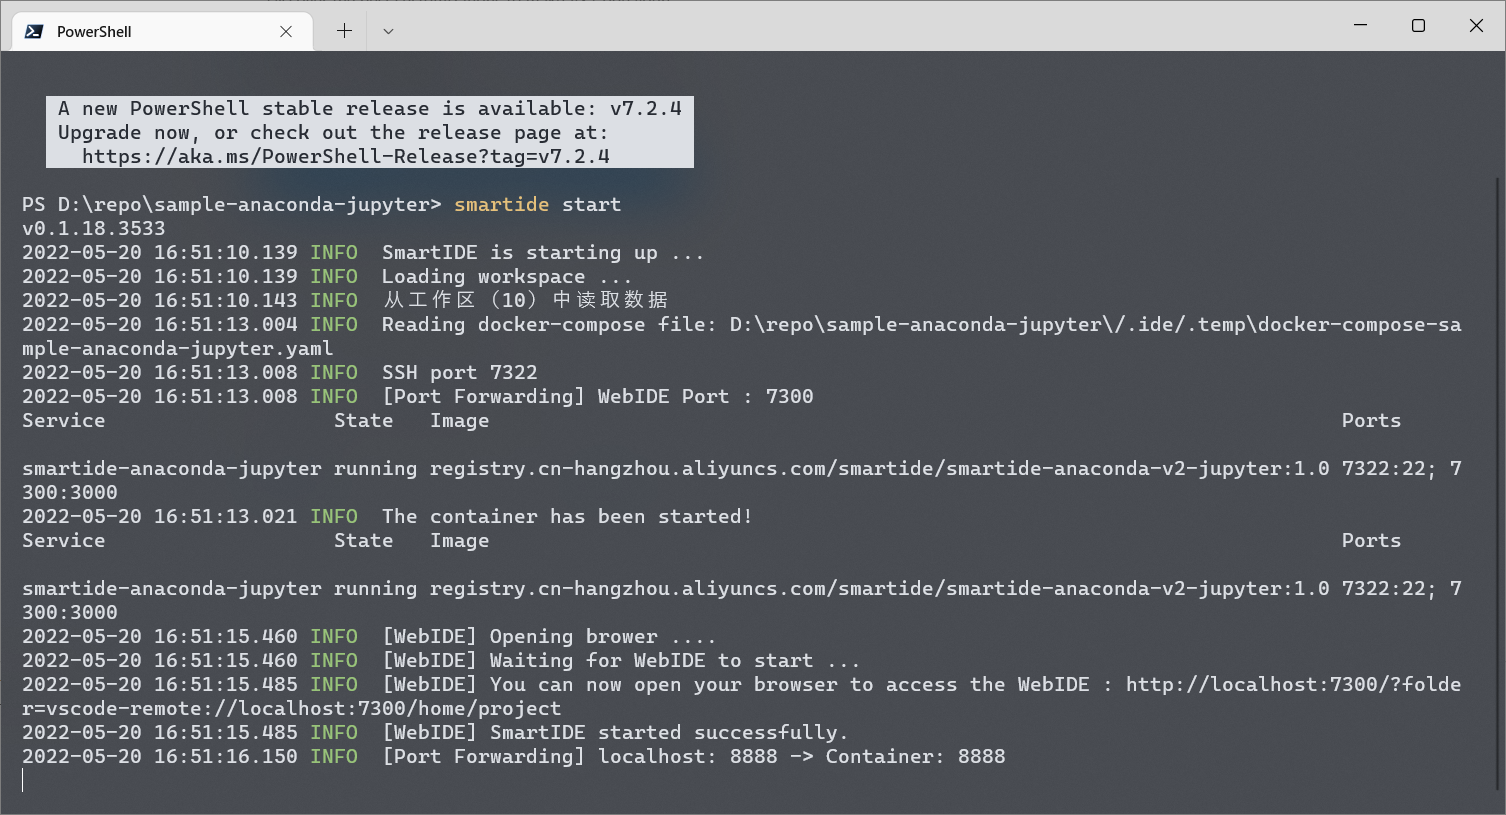 PowerShell
A new PowerShell stable release is available: v7.2.4
Upgrade now, or check out the release page at:
https://aka.ms/PowerShell-Release?tag=v7.2.4
PS D:\repo\sample-anaconda-jupyter> smartide start
v0.1.18.3533
2022-05-20 16:51:10.139 INFO  SmartIDE is starting up ...
2022-05-20 16:51:10.139 INFO  Loading workspace ...
2022-05-20 16:51:10.143 INFO  从工作区（10）中读取数据
2022-05-20 16:51:13.004 INFO  Reading docker-compose file: D:\repo\sample-anaconda-jupyter\/.ide/.temp\docker-compose-sa
mple-anaconda-jupyter.yaml
2022-05-20 16:51:13.008 INFO  SSH port 7322
2022-05-20 16:51:13.008 INFO  [Port Forwarding] WebIDE Port : 7300
Service                   State   Image                                                                       Ports
smartide-anaconda-jupyter running registry.cn-hangzhou.aliyuncs.com/smartide/smartide-anaconda-v2-jupyter:1.0 7322:22; 7
300:3000
2022-05-20 16:51:13.021 INFO  The container has been started!
Service                   State   Image                                                                       Ports
smartide-anaconda-jupyter running registry.cn-hangzhou.aliyuncs.com/smartide/smartide-anaconda-v2-jupyter:1.0 7322:22; 7
300:3000
2022-05-20 16:51:15.460 INFO  [WebIDE] Opening brower ....
2022-05-20 16:51:15.460 INFO  [WebIDE] Waiting for WebIDE to start ...
2022-05-20 16:51:15.485 INFO  [WebIDE] You can now open your browser to access the WebIDE : http://localhost:7300/?folde
r=vscode-remote://localhost:7300/home/project
2022-05-20 16:51:15.485 INFO  [WebIDE] SmartIDE started successfully.
2022-05-20 16:51:16.150 INFO  [Port Forwarding] localhost: 8888 -> Container: 8888